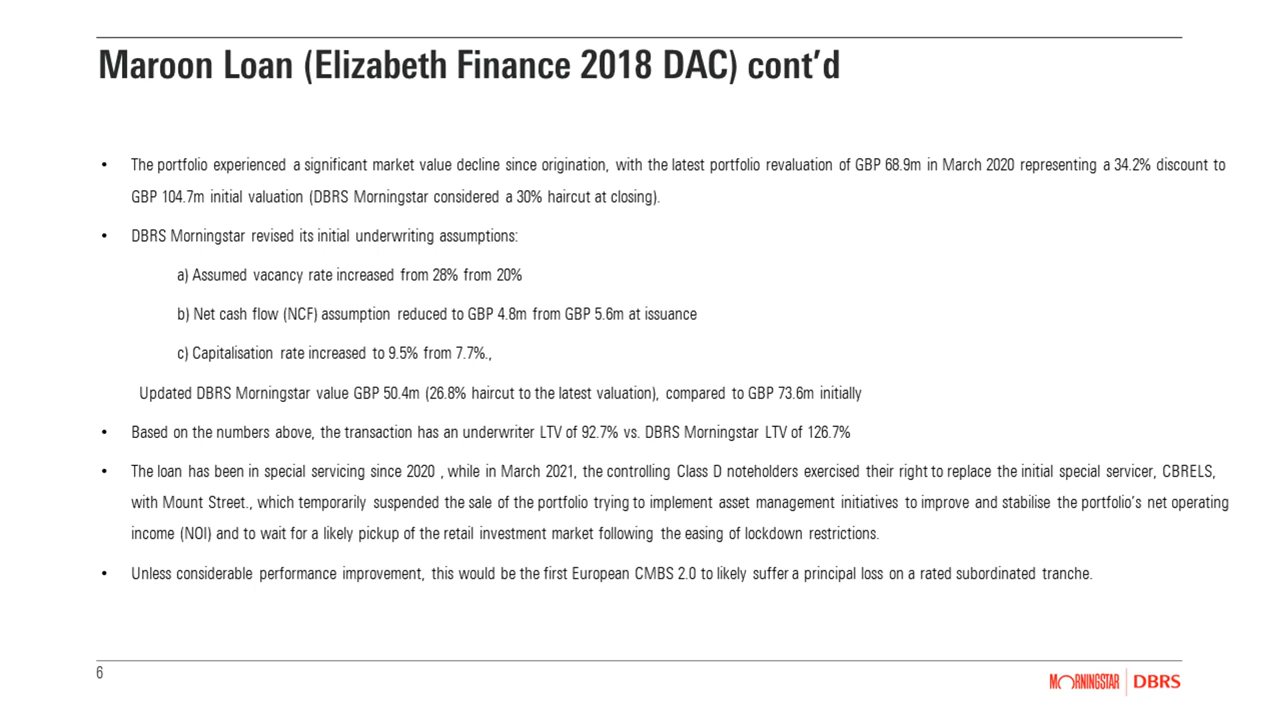 Maroon Loan (Elizabeth Finance 2018 DAC) cont’d
• The portfolio experienced a significant market value decline since origination, with the latest portfolio revaluation of GBP 68.9m in March 2020 representing a 34.2% discount to
GBP 104.7m initial valuation (DBRS Morningstar considered a 30% haircut at closing).
• DBRS Morningstar revised its initial underwriting assumptions:
a) Assumed vacancy rate increased from 28% from 20%
b) Net cash flow (NCF) assumption reduced to GBP 4.8m from GBP 5.6m at issuance
c) Capitalisation rate increased to 9.5% from 7.7%.,
Updated DBRS Morningstar value GBP 50.4m (26.8% haircut to the latest valuation), compared to GBP 73.6m initially
• Based on the numbers above, the transaction has an underwriter LTV of 92.7% vs. DBRS Morningstar LTV of 126.7%
• The loan has been in special servicing since 2020 , while in March 2021, the controlling Class D noteholders exercised their right to replace the initial special servicer, CBRELS,
with Mount Street., which temporarily suspended the sale of the portfolio trying to implement asset management initiatives to improve and stabilise the portfolio’s net operating
income (NOI) and to wait for a likely pickup of the retail investment market following the easing of lockdown restrictions.
• Unless considerable performance improvement, this would be the first European CMBS 2.0 to likely suffer a principal loss on a rated subordinated tranche.
6
MORNINGSTAR DBRS